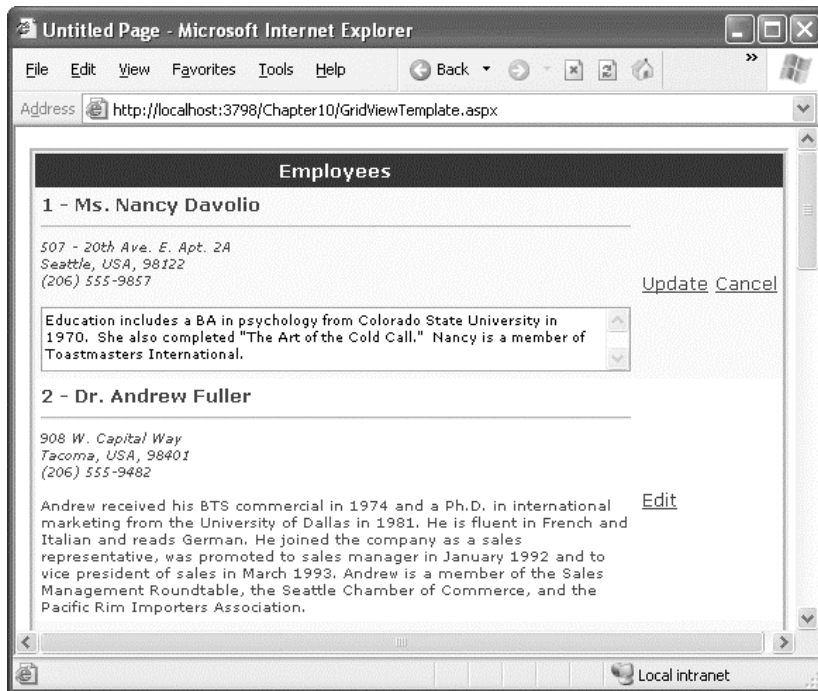 Untitled Page - Microsoft Internet Explorer
File Edit View Favorites Tools Help Back »
Address http://localhost:3798/Chapter10/GridViewTemplate.aspx
Employees
1 - Ms. Nancy Davolio
507 - 20th Ave. E. Apt. 2A
Seattle, USA, 98122
(206) 555-9857
Update Cancel
Education includes a BA in psychology from Colorado State University in
1970. She also completed "The Art of the Cold Call." Nancy is a member of
Toastmasters International.
2 - Dr. Andrew Fuller
908 W. Capital Way
Tacoma, USA, 98401
(206) 555-9482
Edit
Andrew received his BTS commercial in 1974 and a Ph.D. in international
marketing from the University of Dallas in 1981. He is fluent in French and
Italian and reads German. He joined the company as a sales
representative, was promoted to sales manager in January 1992 and to
vice president of sales in March 1993. Andrew is a member of the Sales
Management Roundtable, the Seattle Chamber of Commerce, and the
Pacific Rim Importers Association.
Local intranet